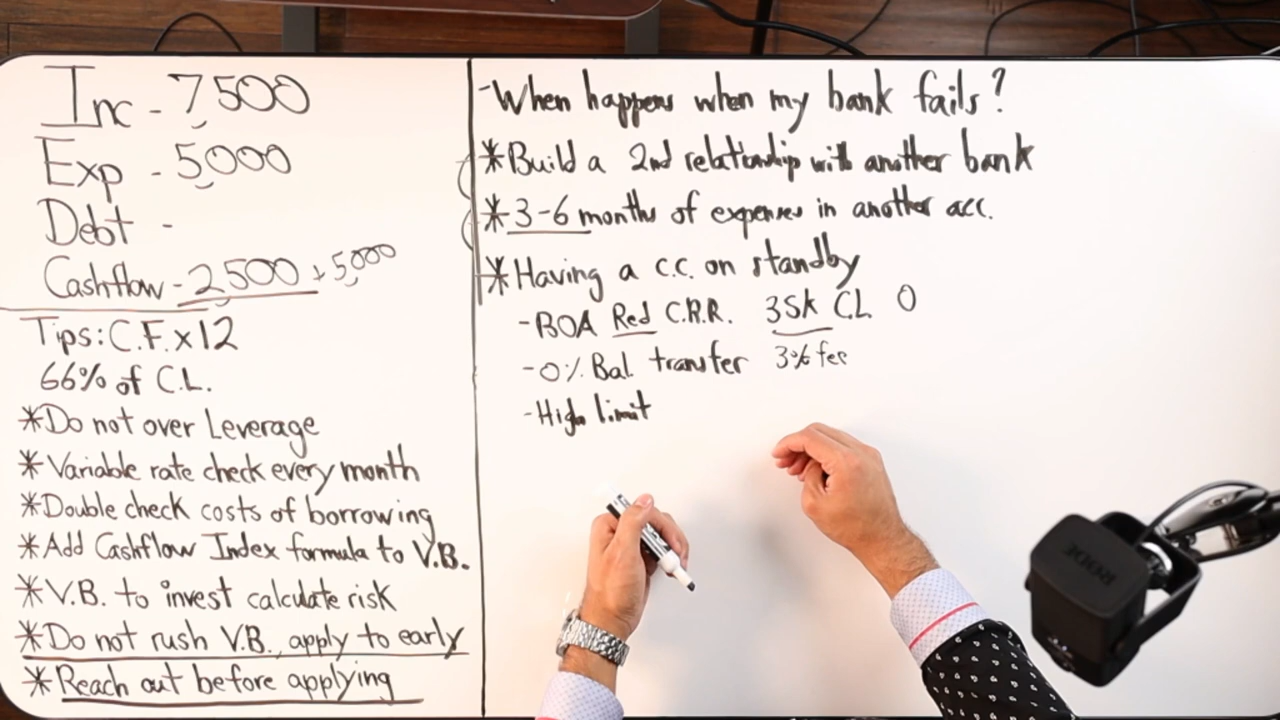 Inc - 7,500
Exp - 5,000
Debt -
Cashflow - 2,500 + 5,000
Tips: C.F. x 12
66% of C.L.
*Do not over Leverage
*Variable rate check every month
*Double check costs of borrowing
*Add Cashflow Index formula to V.B.
*V.B. to invest calculate risk
*Do not rush V.B., apply to early
*Reach out before applying
-When happens when my bank fails?
*Build a 2nd relationship with another bank
*3-6 months of expenses in another acc.
*Having a c.c. on standby
-BOA Red C.R.R. 35k CL 0
-0% Bal. transfer 3% fee
-High limit
RODE